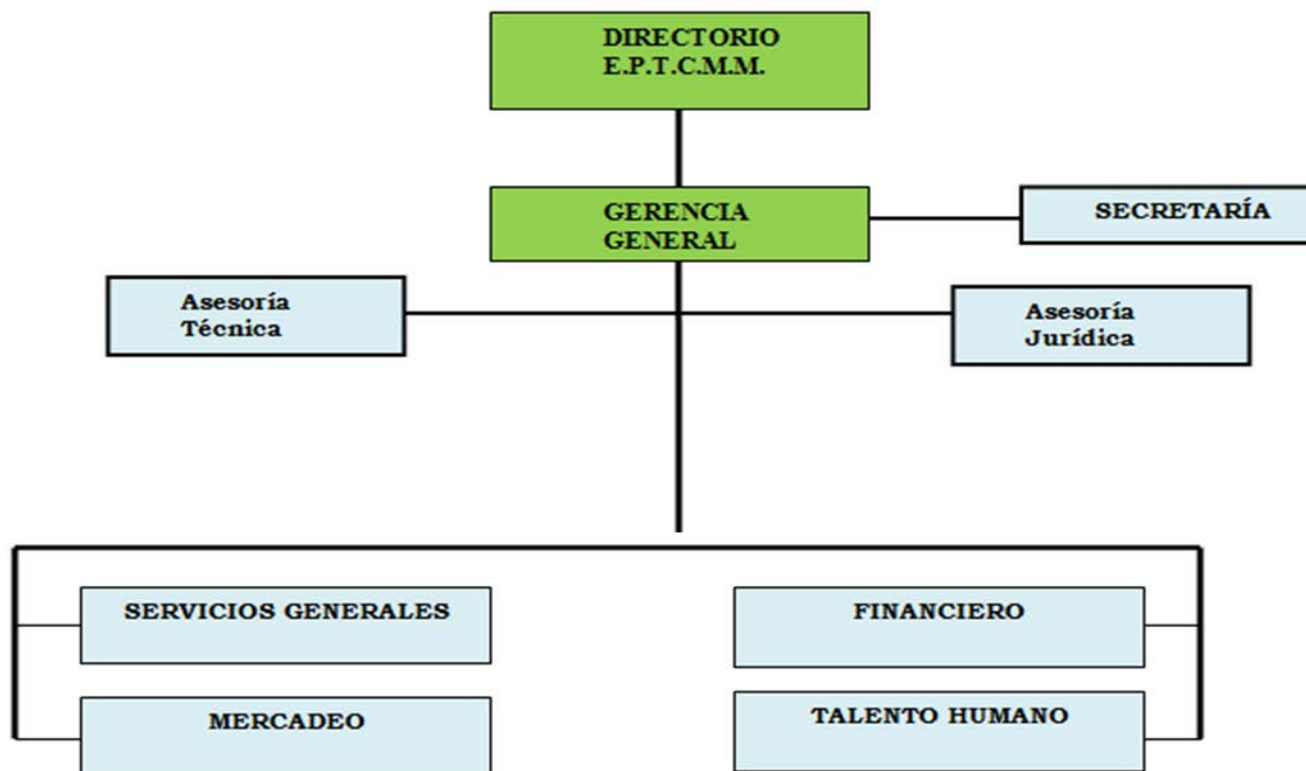 DIRECTORIO
E.P.T.C.M.M.
GERENCIA
GENERAL
SECRETARÍA
Asesoría
Técnica
Asesoría
Jurídica
SERVICIOS GENERALES
FINANCIERO
MERCADEO
TALENTO HUMANO